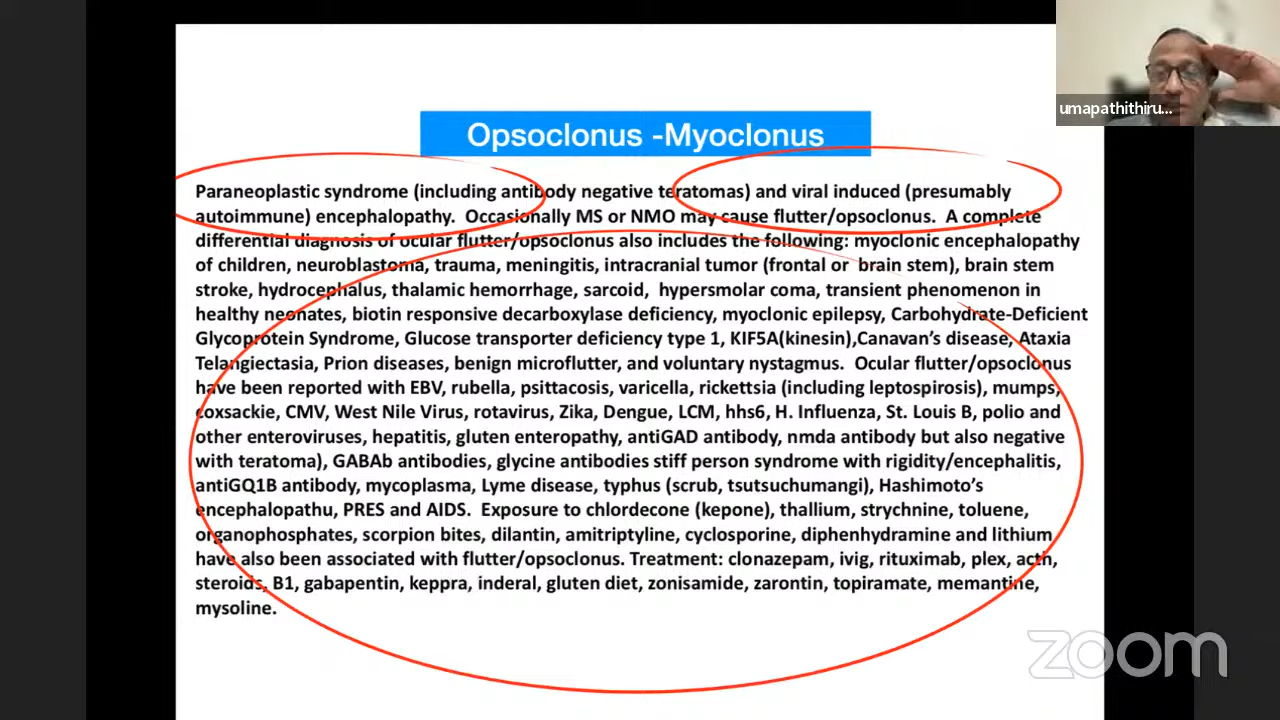 umapathithiru...
Opsoclonus -Myoclonus
Paraneoplastic syndrome (including antibody negative teratomas) and viral induced (presumably
autoimmune) encephalopathy. Occasionally MS or NMO may cause flutter/opsoclonus. A complete
differential diagnosis of ocular flutter/opsoclonus also includes the following: myoclonic encephalopathy
of children, neuroblastoma, trauma, meningitis, intracranial tumor (frontal or brain stem), brain stem
stroke, hydrocephalus, thalamic hemorrhage, sarcoid, hypersmolar coma, transient phenomenon in
healthy neonates, biotin responsive decarboxylase deficiency, myoclonic epilepsy, Carbohydrate-Deficient
Glycoprotein Syndrome, Glucose transporter deficiency type 1, KIF5A(kinesin),Canavan's disease, Ataxia
Telangiectasia, Prion diseases, benign microflutter, and voluntary nystagmus. Ocular flutter/opsoclonus
have been reported with EBV, rubella, psittacosis, varicella, rickettsia (including leptospirosis), mumps,
coxsackie, CMV, West Nile Virus, rotavirus, Zika, Dengue, LCM, hhs6, H. Influenza, St. Louis B, polio and
other enteroviruses, hepatitis, gluten enteropathy, antiGAD antibody, nmda antibody but also negative
with teratoma), GABAb antibodies, glycine antibodies stiff person syndrome with rigidity/encephalitis,
antiGQ1B antibody, mycoplasma, Lyme disease, typhus (scrub, tsutsuchumangi), Hashimoto's
encephalopathu, PRES and AIDS. Exposure to chlordecone (kepone), thallium, strychnine, toluene,
organophosphates, scorpion bites, dilantin, amitriptyline, cyclosporine, diphenhydramine and lithium
have also been associated with flutter/opsoclonus. Treatment: clonazepam, ivig, rituximab, plex, acth,
steroids, B1, gabapentin, keppra, inderal, gluten diet, zonisamide, zarontin, topiramate, memantine,
mysoline.
zoom